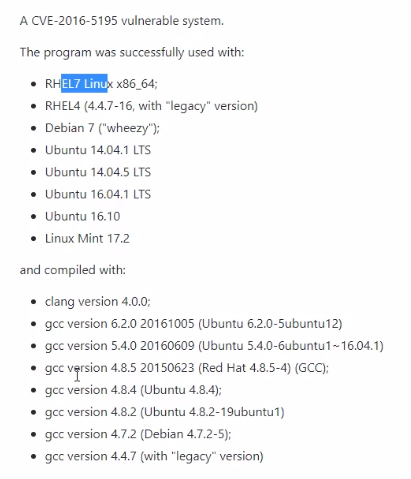 A CVE-2016-5195 vulnerable system.
The program was successfully used with:
RHEL7 Linux x86_64;
RHEL4 (4.4.7-16, with "legacy" version)
Debian 7 ("wheezy");
Ubuntu 14.04.1 LTS
Ubuntu 14.04.5 LTS
Ubuntu 16.04.1 LTS
Ubuntu 16.10
Linux Mint 17.2
and compiled with:
clang version 4.0.0;
gcc version 6.2.0 20161005 (Ubuntu 6.2.0-5ubuntu12)
gcc version 5.4.0 20160609 (Ubuntu 5.4.0-6ubuntu1~16.04.1)
gcc version 4.8.5 20150623 (Red Hat 4.8.5-4) (GCC);
gcc version 4.8.4 (Ubuntu 4.8.4);
gcc version 4.8.2 (Ubuntu 4.8.2-19ubuntu1)
gcc version 4.7.2 (Debian 4.7.2-5);
gcc version 4.4.7 (with "legacy" version)